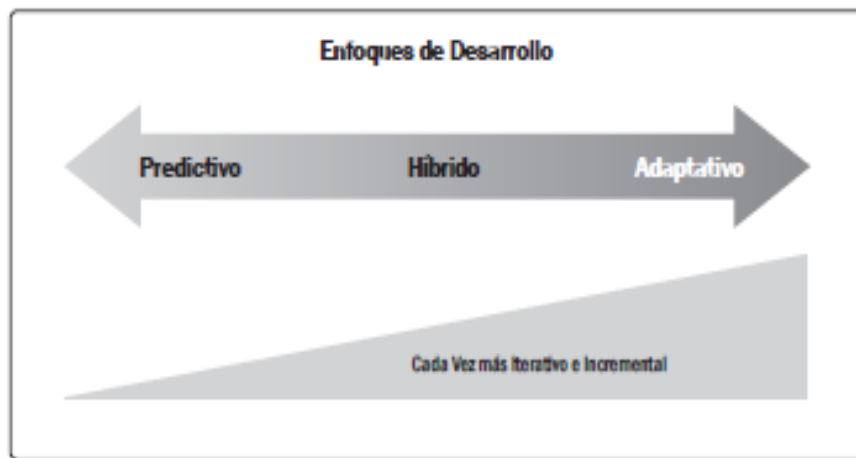 Enfoques de Desarrollo
Predictivo Híbrido Adaptativo
Cada Vez más Iterativo e Incremental